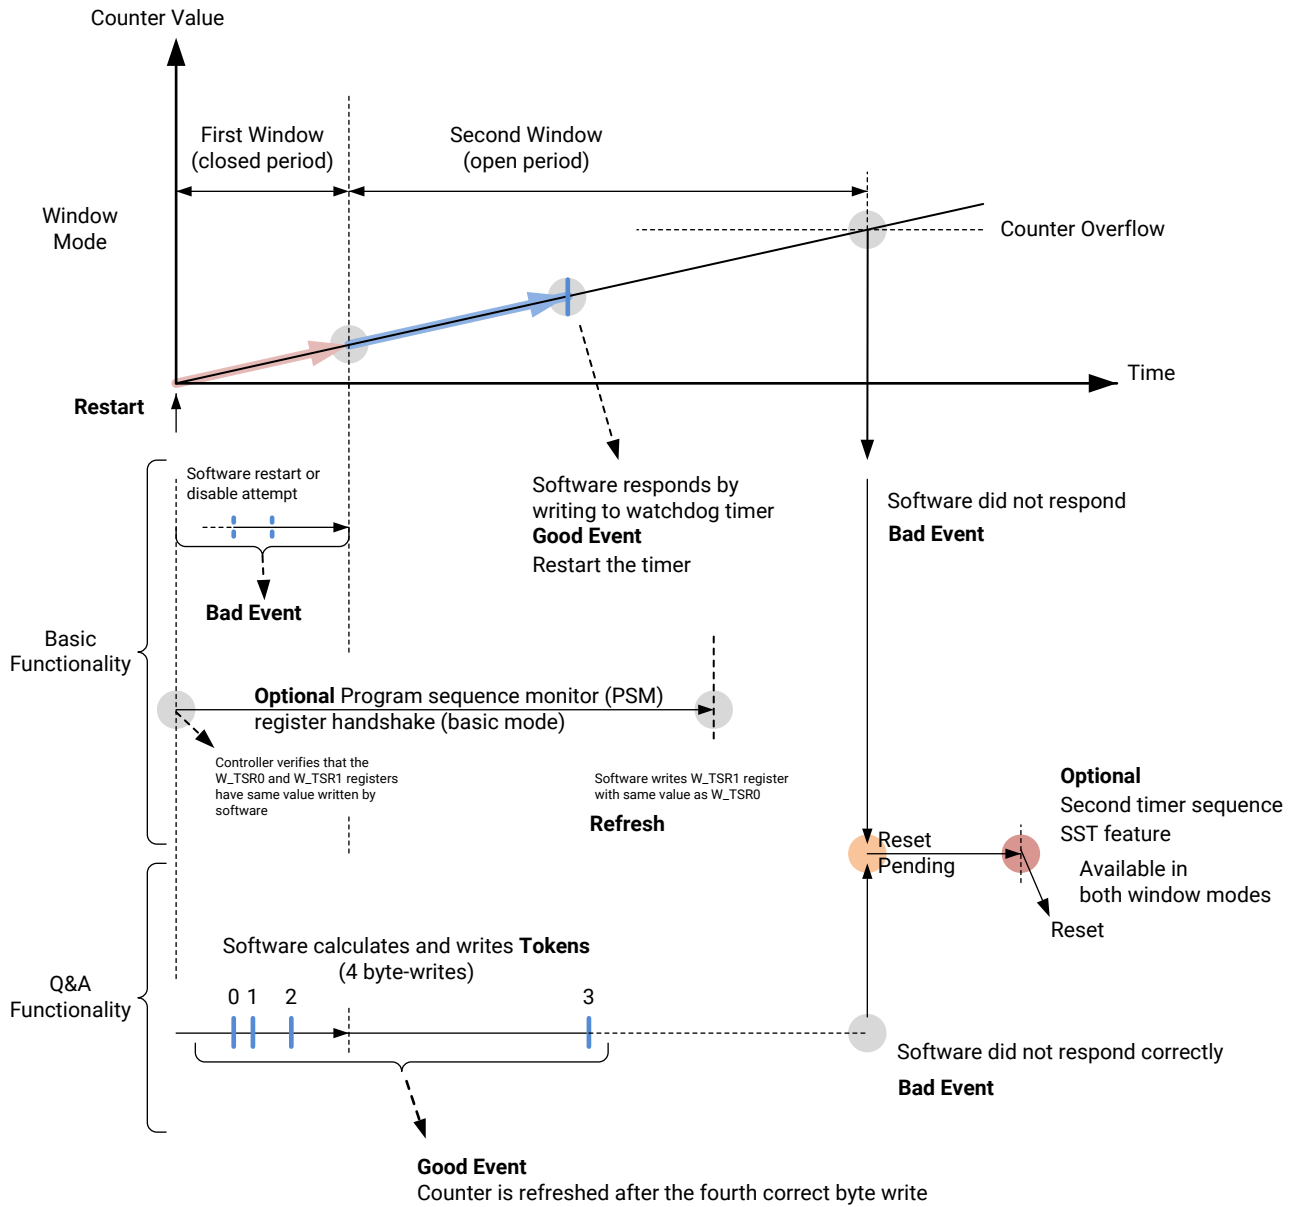 Counter Value
First Window
(closed period)
Second Window
(open period)
Window
Mode
Counter Overflow
Time
Restart
Software restart or
disable attempt
Bad Event
Software responds by
writing to watchdog timer
Good Event
Restart the timer
Software did not respond
Bad Event
Basic
Functionality
Optional Program sequence monitor (PSM)
register handshake (basic mode)
Controller verifies that the
W_TSR0 and W_TSR1 registers
have same value written by
software
Software writes W_TSR1 register
with same value as W_TSR0
Refresh
Reset
Pending
Optional
Second timer sequence
SST feature
Available in
both window modes
Reset
Q&A
Functionality
Software calculates and writes Tokens
(4 byte-writes)
0 1 2 3
Software did not respond correctly
Bad Event
Good Event
Counter is refreshed after the fourth correct byte write